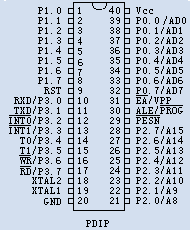 P1.0 1 40 Vcc
P1.1 2 39 P0.0/AD0
P1.2 3 38 P0.1/AD1
P1.3 4 37 P0.2/AD2
P1.4 5 36 P0.3/AD3
P1.5 6 35 P0.4/AD4
P1.6 7 34 P0.5/AD5
P1.7 8 33 P0.6/AD6
RST 9 32 P0.7/AD7
RXD/P3.0 10 31 EA/VPP
TXD/P3.1 11 30 ALE/PROG
INT0/P3.2 12 29 PESN
INT1/P3.3 13 28 P2.7/A15
T0/P3.4 14 27 P2.6/A14
T1/P3.5 15 26 P2.5/A13
WR/P3.6 16 25 P2.4/A12
RD/P3.7 17 24 P2.3/A11
XTAL2 18 23 P2.2/A10
XTAL1 19 22 P2.1/A9
GND 20 21 P2.0/A8
PDIP